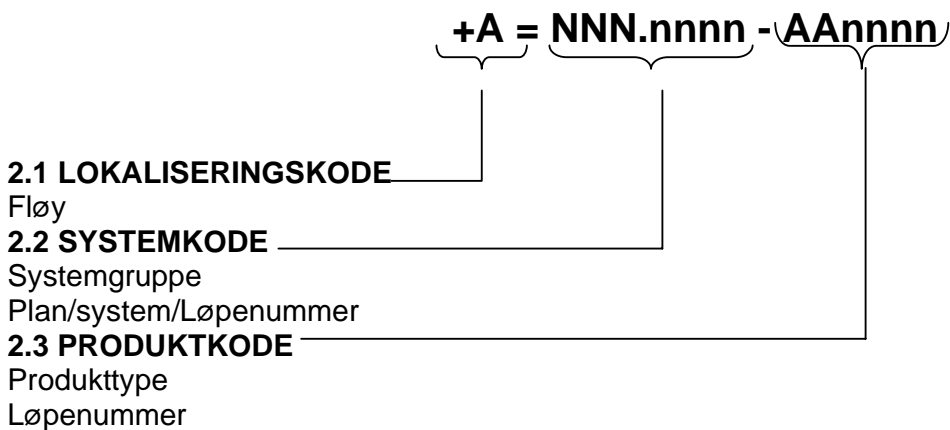 +A = NNN.nnnn - AAnnnn
2.1 LOKALISERINGSKODE
Fløy
2.2 SYSTEMKODE
Systemgruppe
Plan/system/Løpenummer
2.3 PRODUKTKODE
Produkttype
Løpenummer